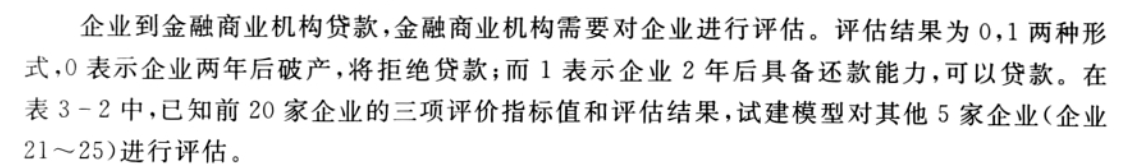 企业到金融商业机构贷款,金融商业机构需要对企业进行评估。评估结果为 0,1 两种形
式,0 表示企业两年后破产,将拒绝贷款;而 1 表示企业 2 年后具备还款能力,可以贷款。在
表 3-2 中,已知前 20 家企业的三项评价指标值和评估结果,试建模型对其他 5 家企业(企业
21~25)进行评估。